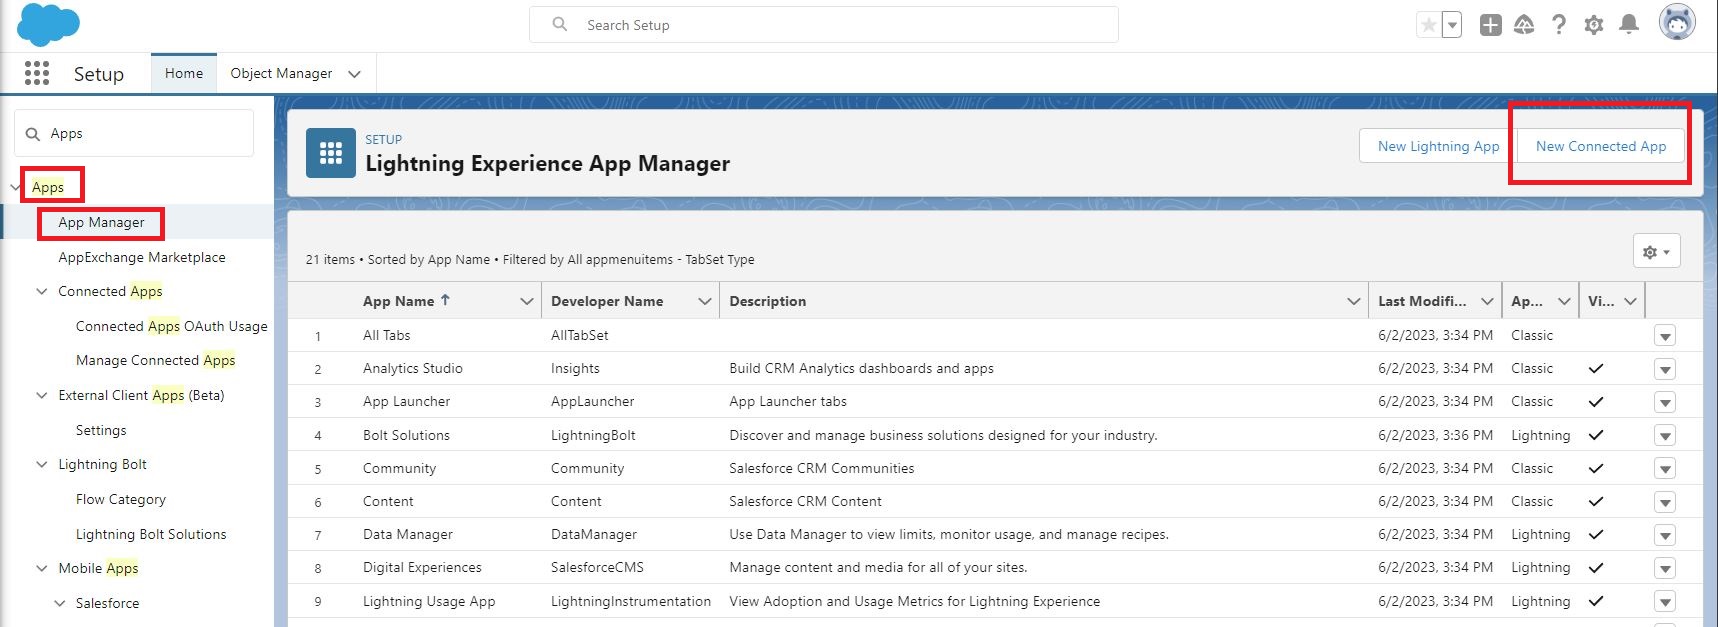 Search Setup
Setup
Home
Object Manager
Apps
Apps
App Manager
AppExchange Marketplace
Connected Apps
Connected Apps OAuth Usage
Manage Connected Apps
External Client Apps (Beta)
Settings
Lightning Bolt
Flow Category
Lightning Bolt Solutions
Mobile Apps
Salesforce
SETUP
Lightning Experience App Manager
New Lightning App
New Connected App
21 items • Sorted by App Name • Filtered by All appmenuitems - TabSet Type
App Name ↑ Developer Name Description Last Modifi... Ap... Vi...
1 All Tabs AllTabSet 6/2/2023, 3:34 PM Classic
2 Analytics Studio Insights Build CRM Analytics dashboards and apps 6/2/2023, 3:34 PM Classic ✓
3 App Launcher AppLauncher App Launcher tabs 6/2/2023, 3:34 PM Classic ✓
4 Bolt Solutions LightningBolt Discover and manage business solutions designed for your industry. 6/2/2023, 3:36 PM Lightning ✓
5 Community Community Salesforce CRM Communities 6/2/2023, 3:34 PM Classic ✓
6 Content Content Salesforce CRM Content 6/2/2023, 3:34 PM Classic ✓
7 Data Manager DataManager Use Data Manager to view limits, monitor usage, and manage recipes. 6/2/2023, 3:34 PM Lightning ✓
8 Digital Experiences SalesforceCMS Manage content and media for all of your sites. 6/2/2023, 3:34 PM Lightning ✓
9 Lightning Usage App LightningInstrumentation View Adoption and Usage Metrics for Lightning Experience 6/2/2023, 3:34 PM Lightning ✓